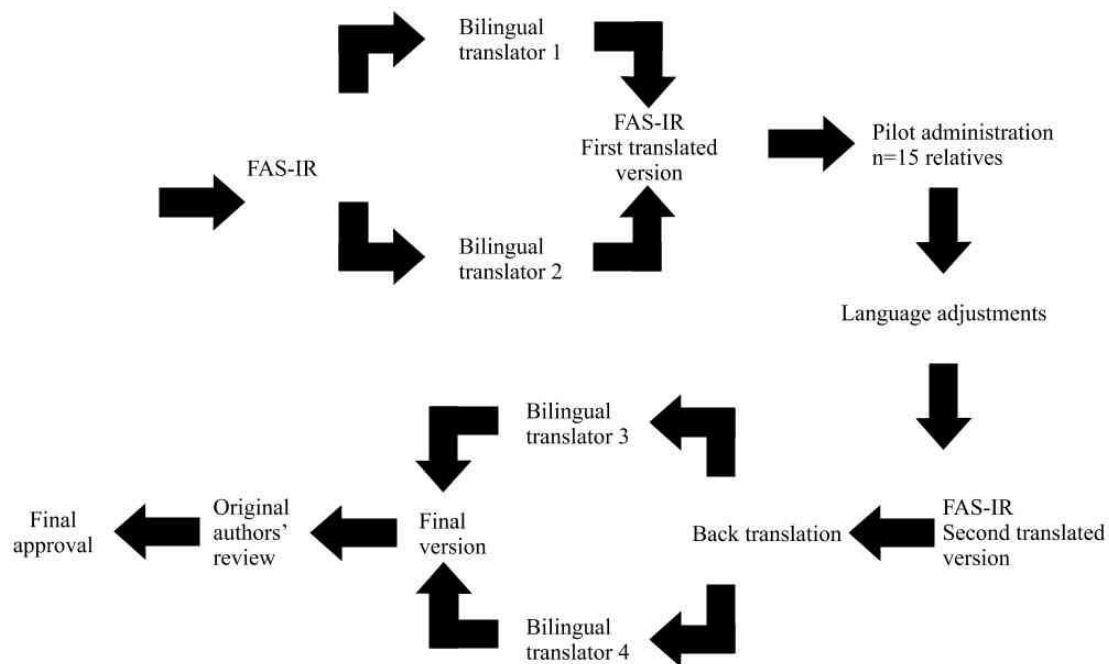 Bilingual
translator 1
FAS-IR
FAS-IR
First translated
version
Pilot administration
n=15 relatives
Bilingual
translator 2
Language adjustments
Bilingual
translator 3
Final
approval
Original
authors’
review
Final
version
Back translation
FAS-IR
Second translated
version
Bilingual
translator 4